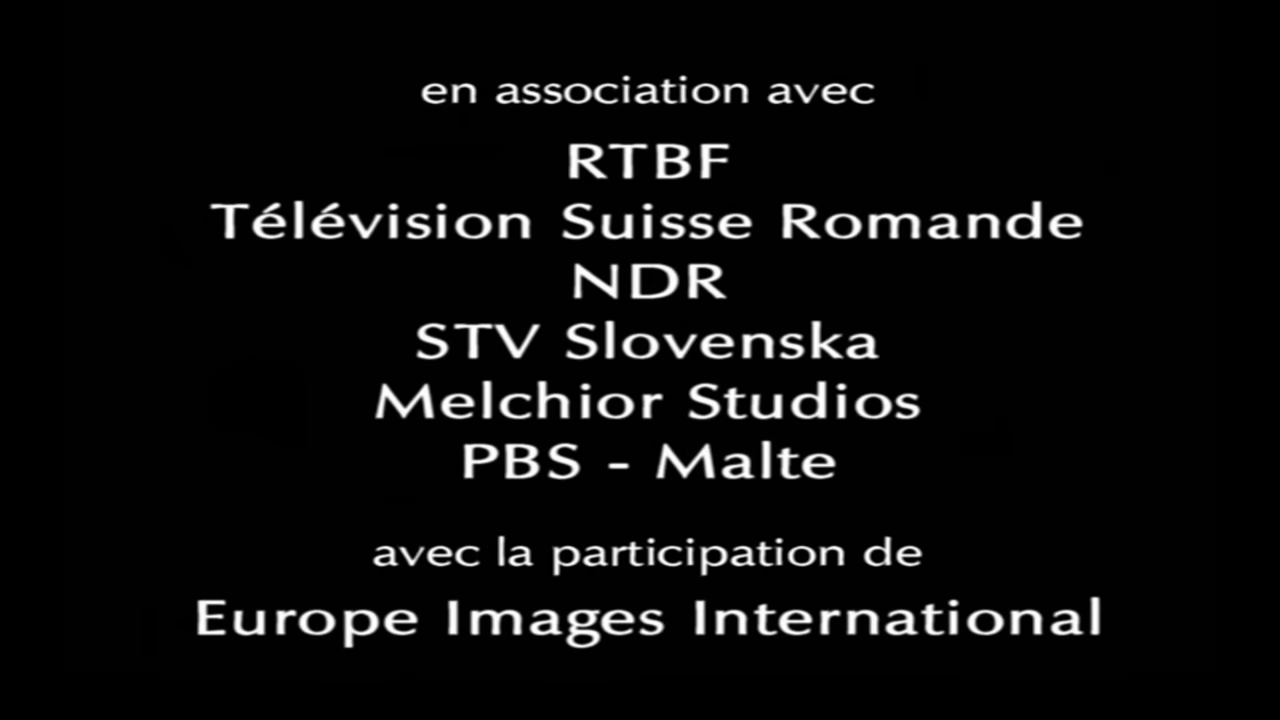 en association avec
RTBF
Télévision Suisse Romande
NDR
STV Slovenska
Melchior Studios
PBS - Malte
avec la participation de
Europe Images International